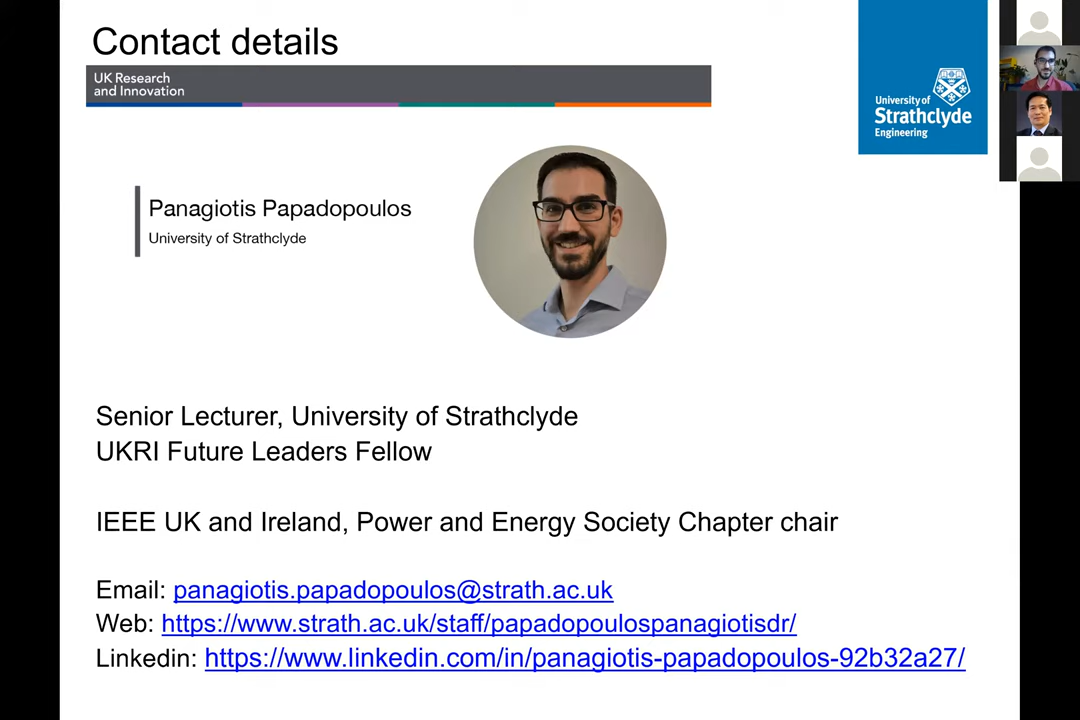 Contact details
UK Research
and Innovation
University of
Strathclyde
Engineering
Panagiotis Papadopoulos
University of Strathclyde
Senior Lecturer, University of Strathclyde
UKRI Future Leaders Fellow
IEEE UK and Ireland, Power and Energy Society Chapter chair
Email: panagiotis.papadopoulos@strath.ac.uk
Web: https://www.strath.ac.uk/staff/papadopoulospanagiotisdr/
Linkedin: https://www.linkedin.com/in/panagiotis-papadopoulos-92b32a27/